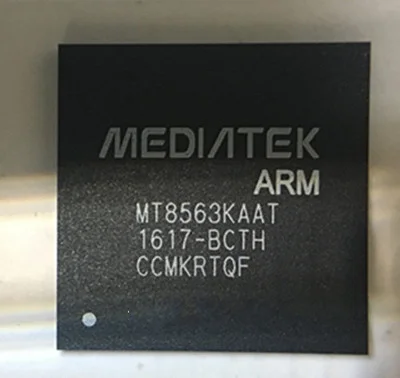 MEDIATEK
ARM
MT8563KAAT
1617-BCTH
CCMKRTQF